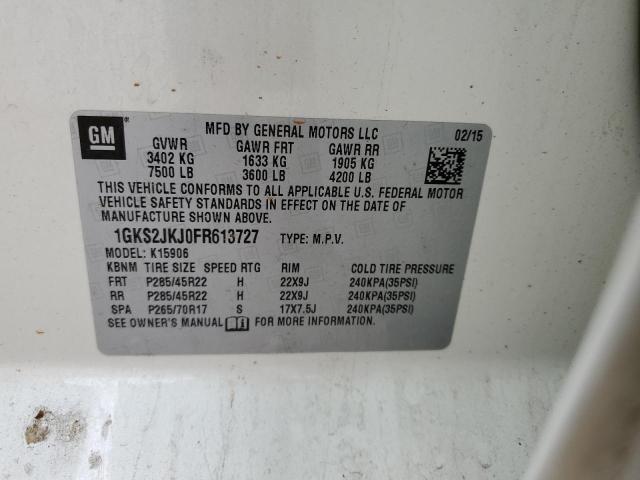 GM
MFD BY GENERAL MOTORS LLC 02/15
GVWR GAWR FRT GAWR RR
3402 KG 1633 KG 1905 KG
7500 LB 3600 LB 4200 LB
THIS VEHICLE CONFORMS TO ALL APPLICABLE U.S. FEDERAL MOTOR
VEHICLE SAFETY STANDARDS IN EFFECT ON THE DATE OF
MANUFACTURE SHOWN ABOVE.
1GKS2JKJ0FR613727 TYPE: M.P.V.
MODEL: K15906
KBNM TIRE SIZE SPEED RTG RIM COLD TIRE PRESSURE
FRT P285/45R22 H 22X9J 240KPA(35PSI)
RR P285/45R22 H 22X9J 240KPA(35PSI)
SPA P265/70R17 S 17X7.5J 240KPA(35PSI)
SEE OWNER'S MANUAL FOR MORE INFORMATION.